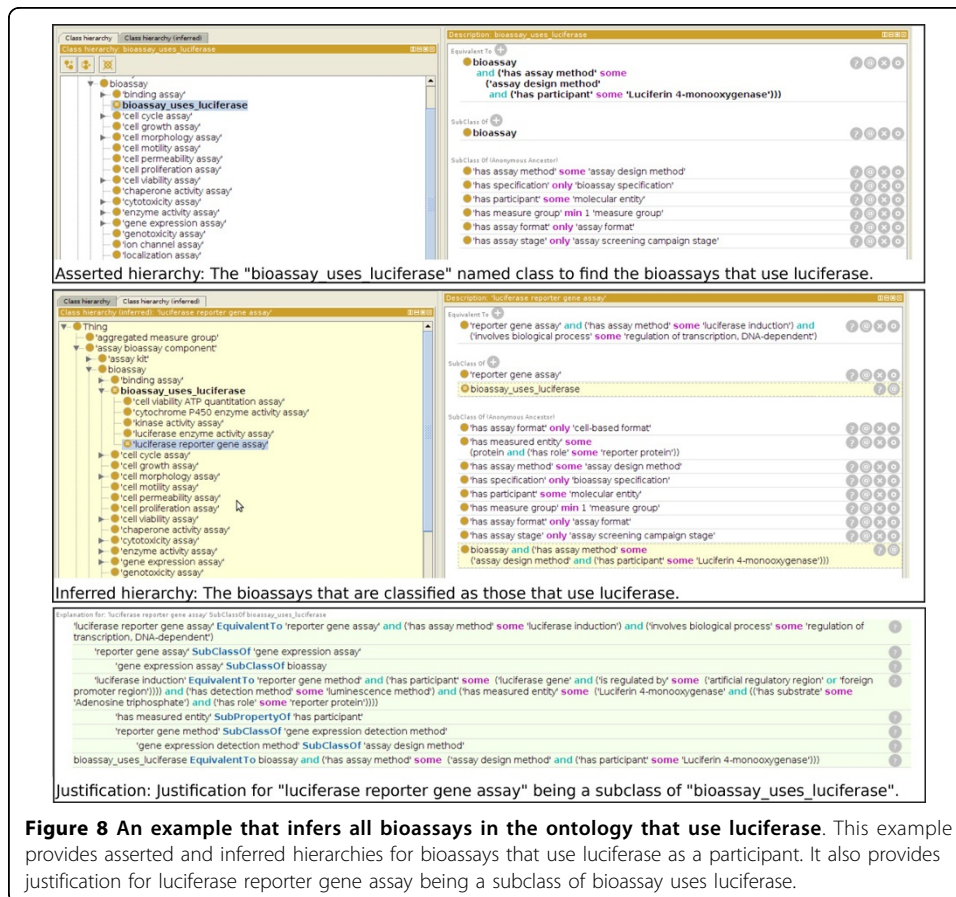 Class hierarchy Class hierarchy (inferred)
Class hierarchy: bioassay_uses_luciferase
bioassay
'binding assay'
bioassay_uses_luciferase
'cell cycle assay'
'cell growth assay'
'cell morphology assay'
'cell motility assay'
'cell permeability assay'
'cell proliferation assay'
'cell viability assay'
'chaperone activity assay'
'cytotoxicity assay'
'enzyme activity assay'
'gene expression assay'
'genotoxicity assay'
'ion channel assay'
'localization assay'
Description: bioassay_uses_luciferase
Equivalent To
bioassay
and ('has assay method' some
('assay design method'
and ('has participant' some 'Luciferin 4-monooxygenase')))
SubClass Of
bioassay
SubClass Of (Anonymous Ancestor)
'has assay method' some 'assay design method'
'has specification' only 'bioassay specification'
'has participant' some 'molecular entity'
'has measure group' min 1 'measure group'
'has assay format' only 'assay format'
'has assay stage' only 'assay screening campaign stage'
Asserted hierarchy: The "bioassay_uses_luciferase" named class to find the bioassays that use luciferase.
Class hierarchy Class hierarchy (inferred)
Class hierarchy (inferred): 'luciferase reporter gene assay'
Thing
'aggregated measure group'
'assay bioassay component'
'assay kit'
bioassay
'binding assay'
bioassay_uses_luciferase
'cell viability ATP quantitation assay'
'cytochrome P450 enzyme activity assay'
'kinase activity assay'
'luciferase enzyme activity assay'
'luciferase reporter gene assay'
'cell cycle assay'
'cell growth assay'
'cell morphology assay'
'cell motility assay'
'cell permeability assay'
'cell proliferation assay'
'cell viability assay'
'chaperone activity assay'
'cytotoxicity assay'
'enzyme activity assay'
'gene expression assay'
'genotoxicity assay'
Description: 'luciferase reporter gene assay'
Equivalent To
'reporter gene assay' and ('has assay method' some 'luciferase induction') and
('involves biological process' some 'regulation of transcription, DNA-dependent')
SubClass Of
'reporter gene assay'
bioassay_uses_luciferase
SubClass Of (Anonymous Ancestor)
'has assay format' only 'cell-based format'
'has measured entity' some
(protein and ('has role' some 'reporter protein'))
'has assay method' some 'assay design method'
'has specification' only 'bioassay specification'
'has participant' some 'molecular entity'
'has measure group' min 1 'measure group'
'has assay format' only 'assay format'
'has assay stage' only 'assay screening campaign stage'
bioassay and ('has assay method' some
('assay design method' and ('has participant' some 'Luciferin 4-monooxygenase')))
Inferred hierarchy: The bioassays that are classified as those that use luciferase.
Explanation for: 'luciferase reporter gene assay' SubClassOf bioassay_uses_luciferase
'luciferase reporter gene assay' EquivalentTo 'reporter gene assay' and ('has assay method' some 'luciferase induction') and ('involves biological process' some 'regulation of
transcription, DNA-dependent')
'reporter gene assay' SubClassOf 'gene expression assay'
'gene expression assay' SubClassOf bioassay
'luciferase induction' EquivalentTo 'reporter gene method' and ('has participant' some ('luciferase gene' and ('is regulated by' some ('artificial regulatory region' or 'foreign
promoter region')))) and ('has detection method' some 'luminescence method') and ('has measured entity' some ('Luciferin 4-monooxygenase' and (('has substrate' some
'Adenosine triphosphate') and ('has role' some 'reporter protein'))))
'has measured entity' SubPropertyOf 'has participant'
'reporter gene method' SubClassOf 'gene expression detection method'
'gene expression detection method' SubClassOf 'assay design method'
bioassay_uses_luciferase EquivalentTo bioassay and ('has assay method' some ('assay design method' and ('has participant' some 'Luciferin 4-monooxygenase')))
Justification: Justification for "luciferase reporter gene assay" being a subclass of "bioassay_uses_luciferase".
Figure 8 An example that infers all bioassays in the ontology that use luciferase. This example
provides asserted and inferred hierarchies for bioassays that use luciferase as a participant. It also provides
justification for luciferase reporter gene assay being a subclass of bioassay uses luciferase.